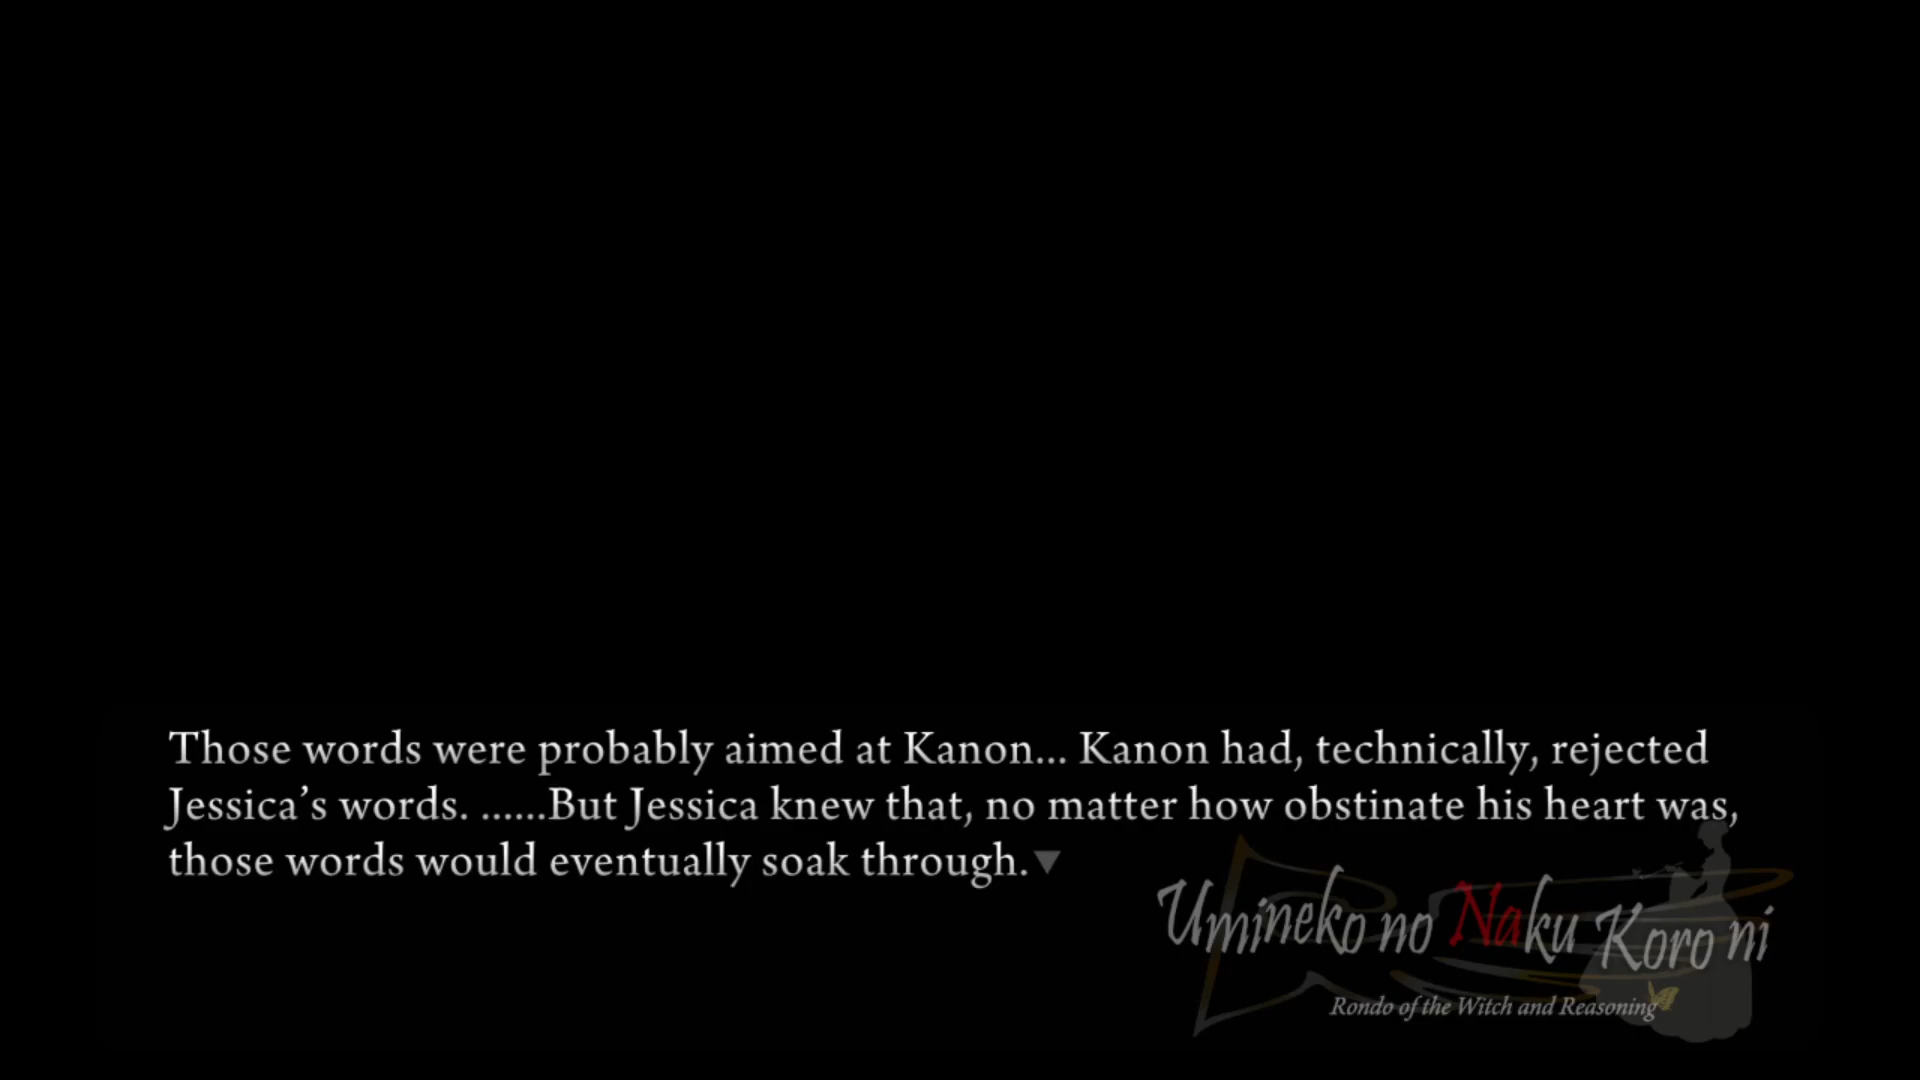 Those words were probably aimed at Kanon... Kanon had, technically, rejected
Jessica’s words. ......But Jessica knew that, no matter how obstinate his heart was,
those words would eventually soak through.
Umineko no Naku Koro ni
Rondo of the Witch and Reasoning